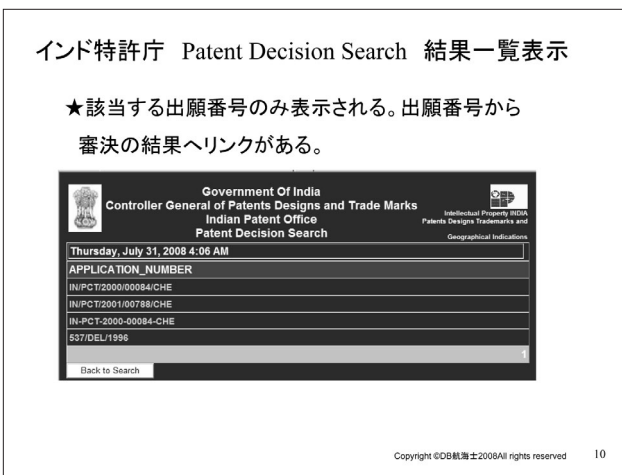 インド特許庁 Patent Decision Search 結果一覧表示
★該当する出願番号のみ表示される。出願番号から
審決の結果へリンクがある。
Government Of India
Controller General of Patents Designs and Trade Marks
Indian Patent Office
Patent Decision Search
Intellectual Property INDIA
Patents Designs Trademarks and
Geographical Indications
Thursday, July 31, 2008 4:06 AM
APPLICATION_NUMBER
IN/PCT/2000/00084/CHE
IN/PCT/2001/00788/CHE
IN-PCT-2000-00084-CHE
537/DEL/1996
1
Back to Search
Copyright ©DB航海士2008All rights reserved 10